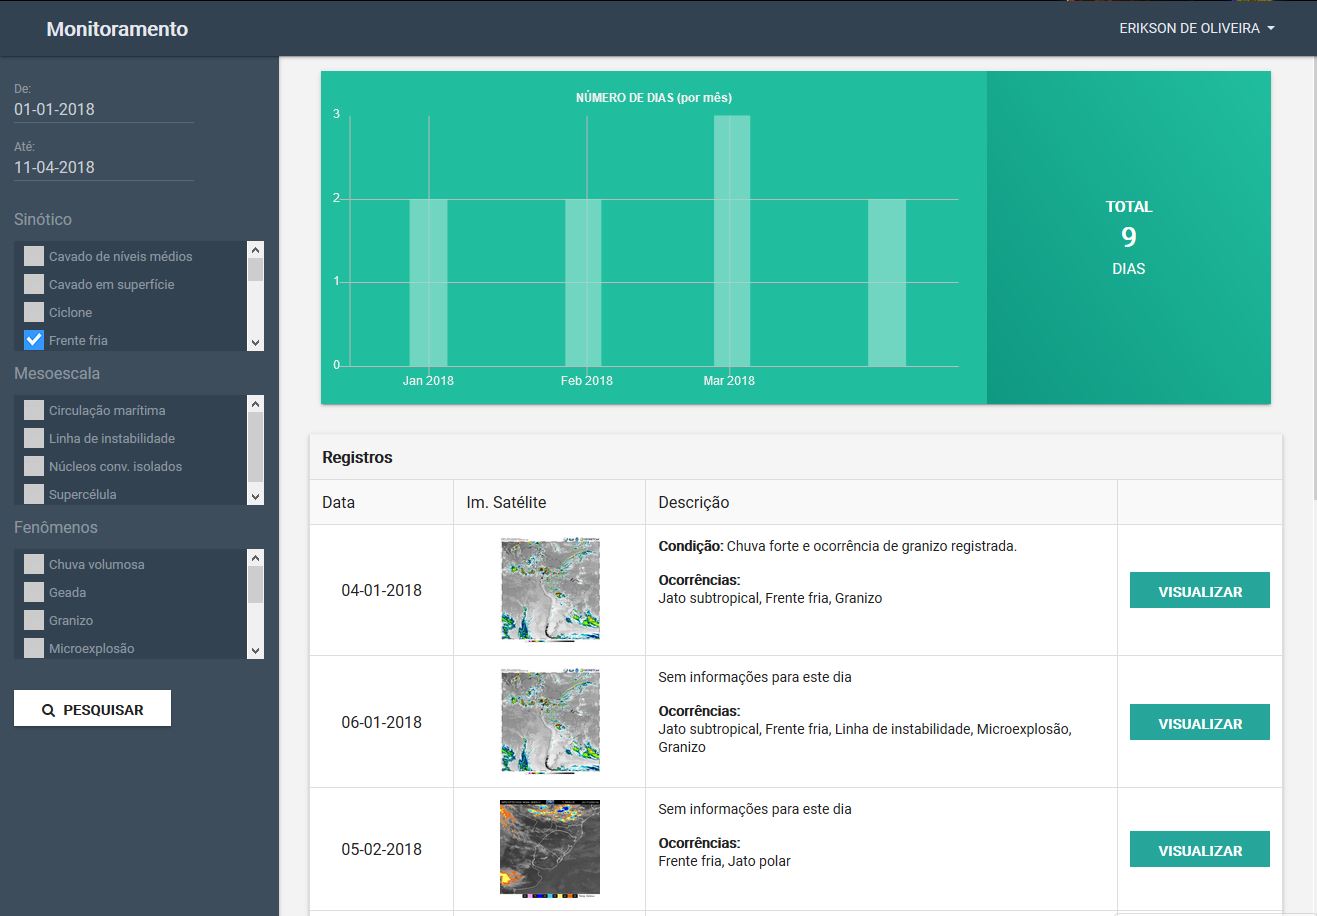 Monitoramento
ERIKSON DE OLIVEIRA
De:
01-01-2018
Até:
11-04-2018
Sinótico
Cavado de níveis médios
Cavado em superfície
Ciclone
Frente fria
Mesoescala
Circulação marítima
Linha de instabilidade
Núcleos conv. isolados
Supercélula
Fenômenos
Chuva volumosa
Geada
Granizo
Microexplosão
PESQUISAR
NÚMERO DE DIAS (por mês)
3
2
1
0
Jan 2018
Feb 2018
Mar 2018
TOTAL
9
DIAS
Registros
Data
Im. Satélite
Descrição
04-01-2018
Condição: Chuva forte e ocorrência de granizo registrada.
Ocorrências:
Jato subtropical, Frente fria, Granizo
VISUALIZAR
06-01-2018
Sem informações para este dia
Ocorrências:
Jato subtropical, Frente fria, Linha de instabilidade, Microexplosão,
Granizo
VISUALIZAR
05-02-2018
Sem informações para este dia
Ocorrências:
Frente fria, Jato polar
VISUALIZAR